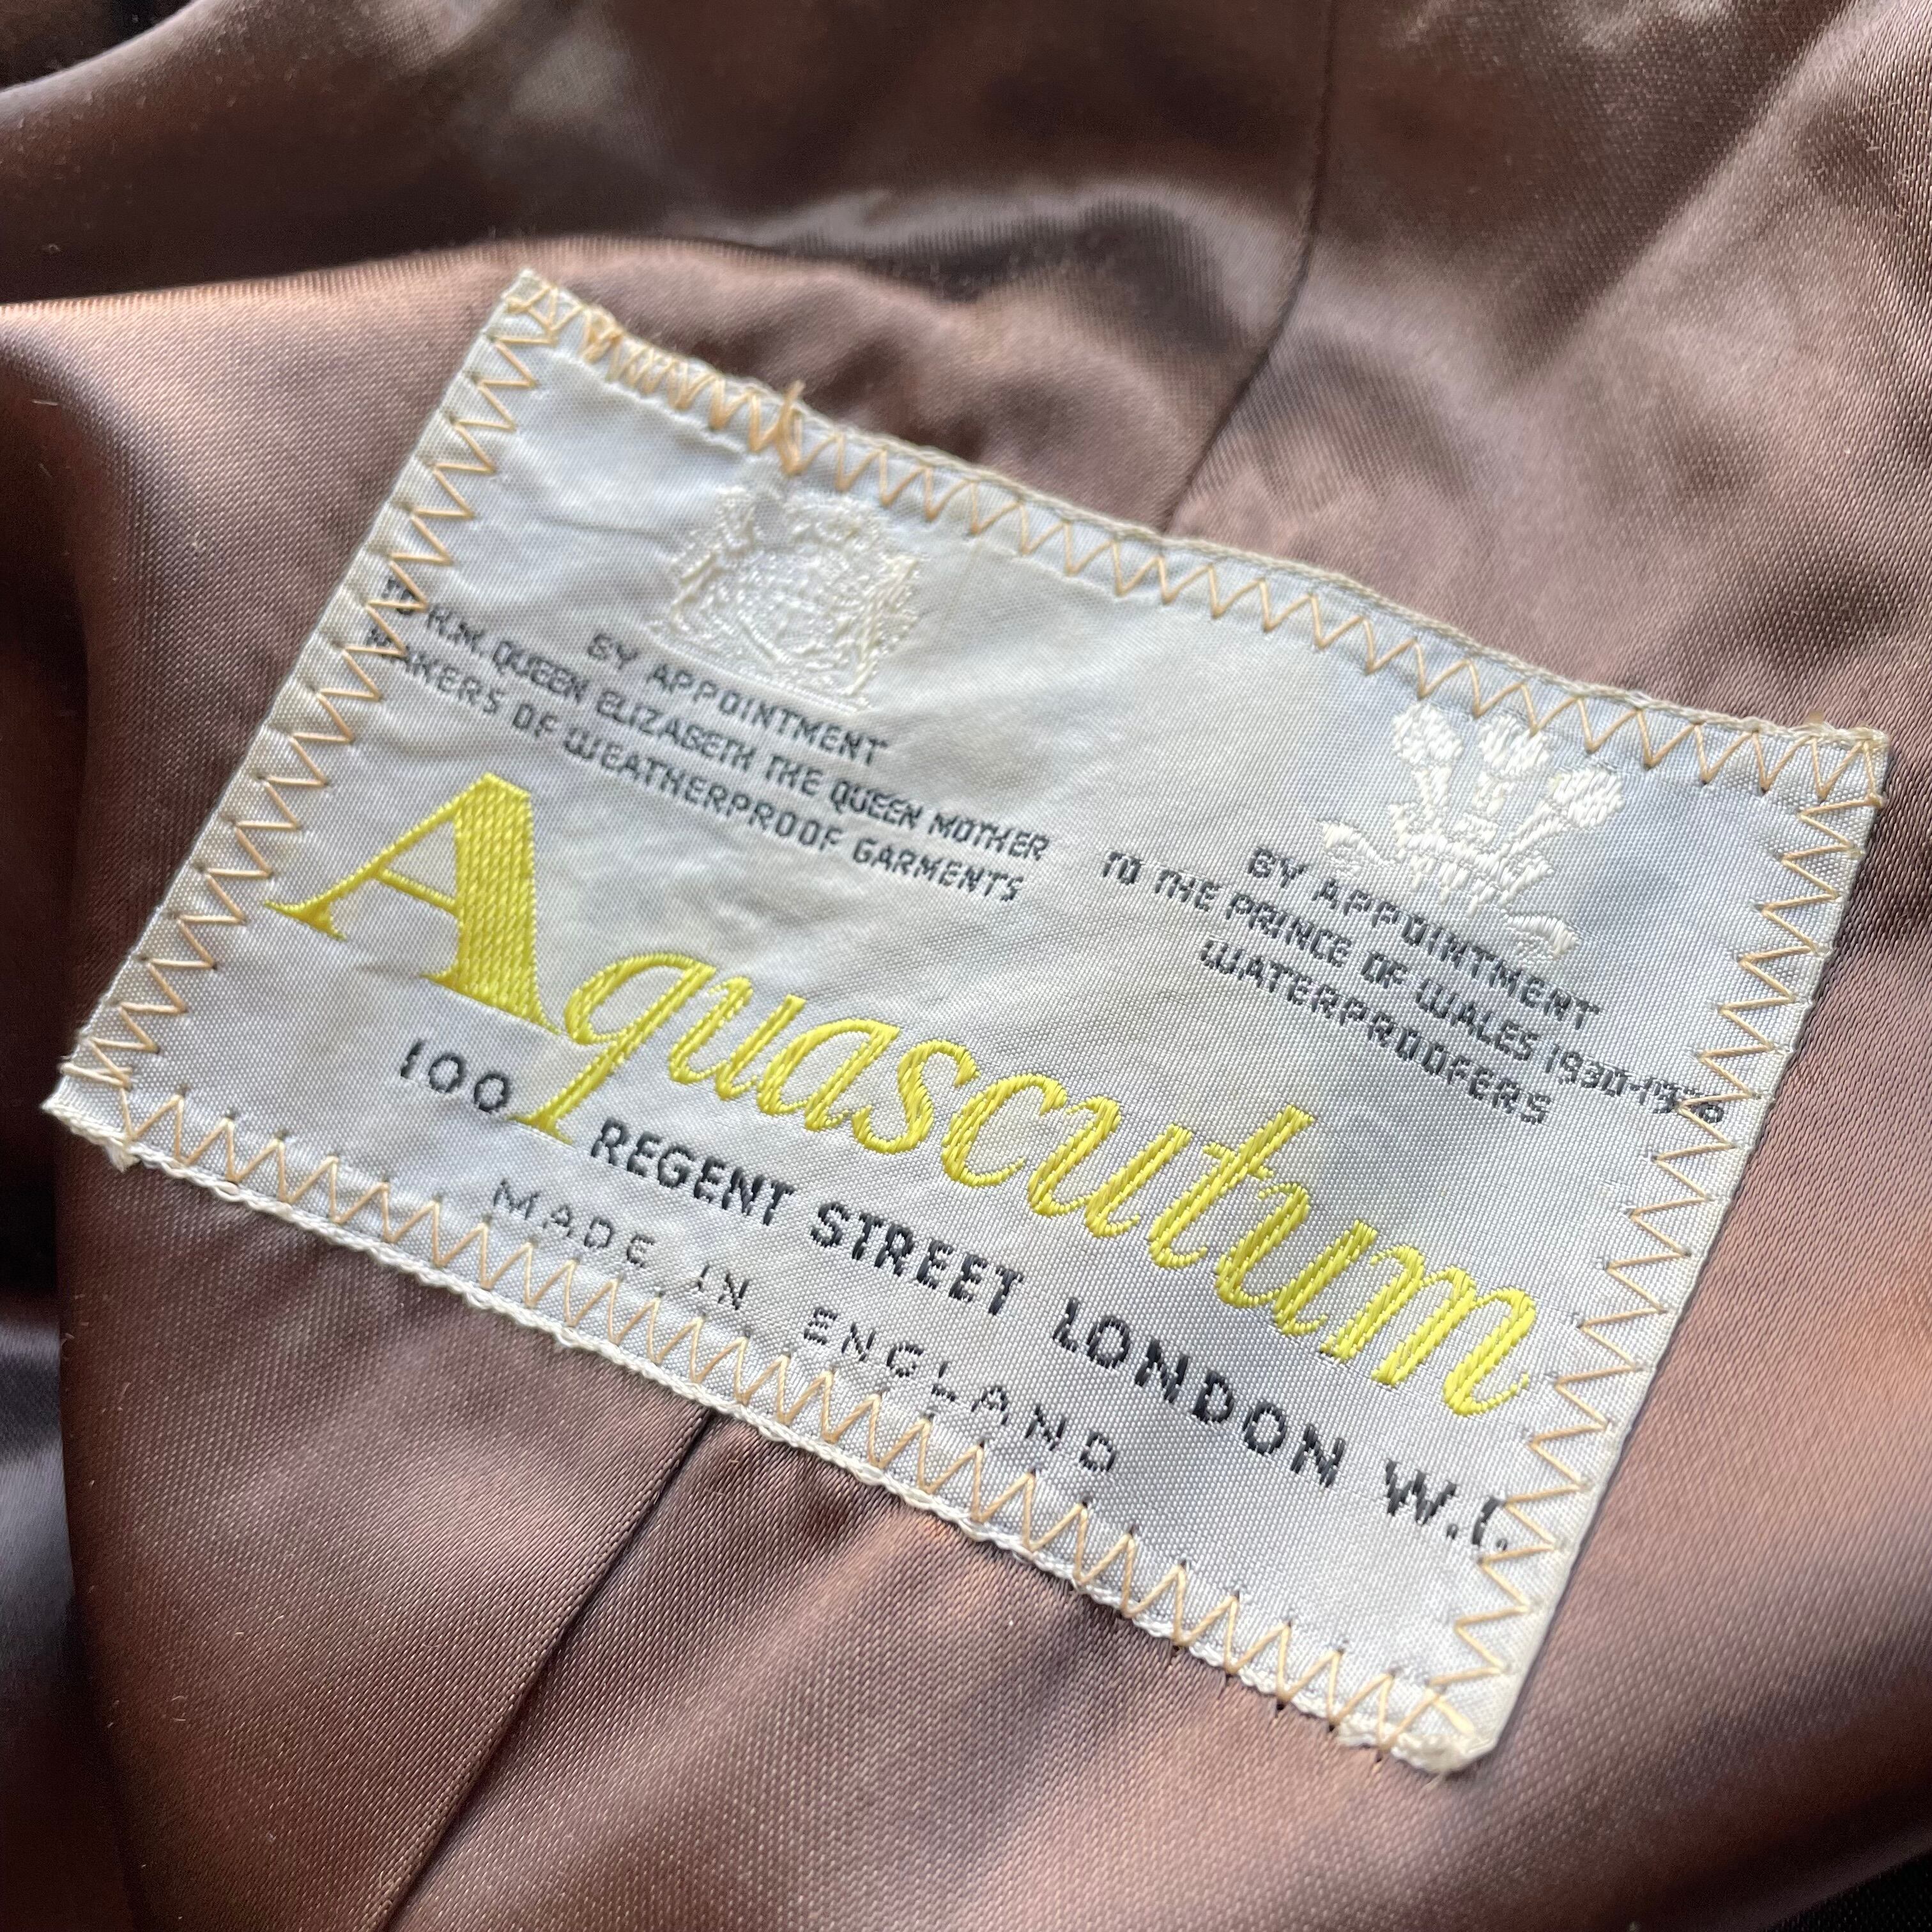 BY APPOINTMENT
TO H.M. QUEEN ELIZABETH THE QUEEN MOTHER
MAKERS OF WEATHERPROOF GARMENTS
BY APPOINTMENT
TO THE PRINCE OF WALES 1930-1936
WATERPROOFERS
Aquascutum
100 REGENT STREET LONDON W.1.
MADE IN ENGLAND